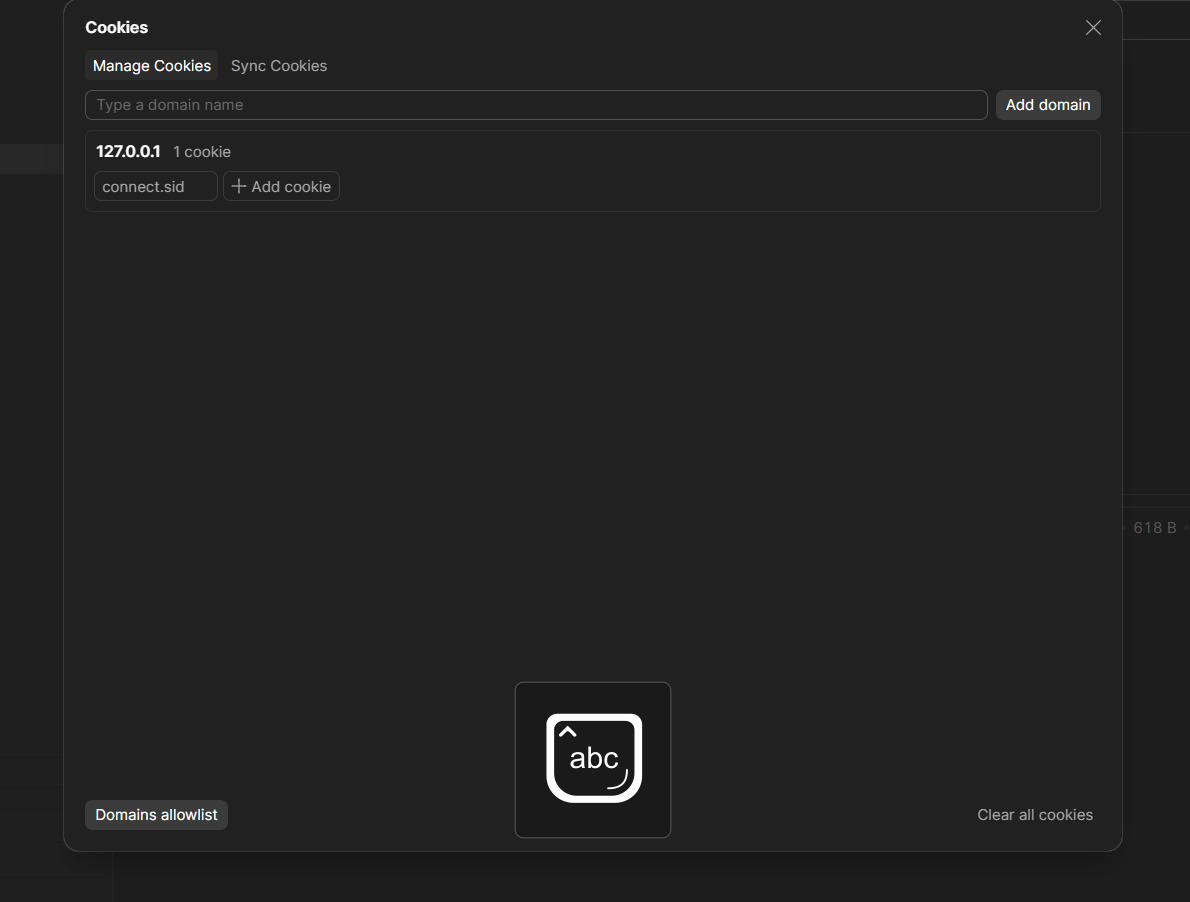 Cookies
Manage Cookies Sync Cookies
Type a domain name Add domain
127.0.0.1 1 cookie
connect.sid + Add cookie
618 B
abc
Domains allowlist Clear all cookies